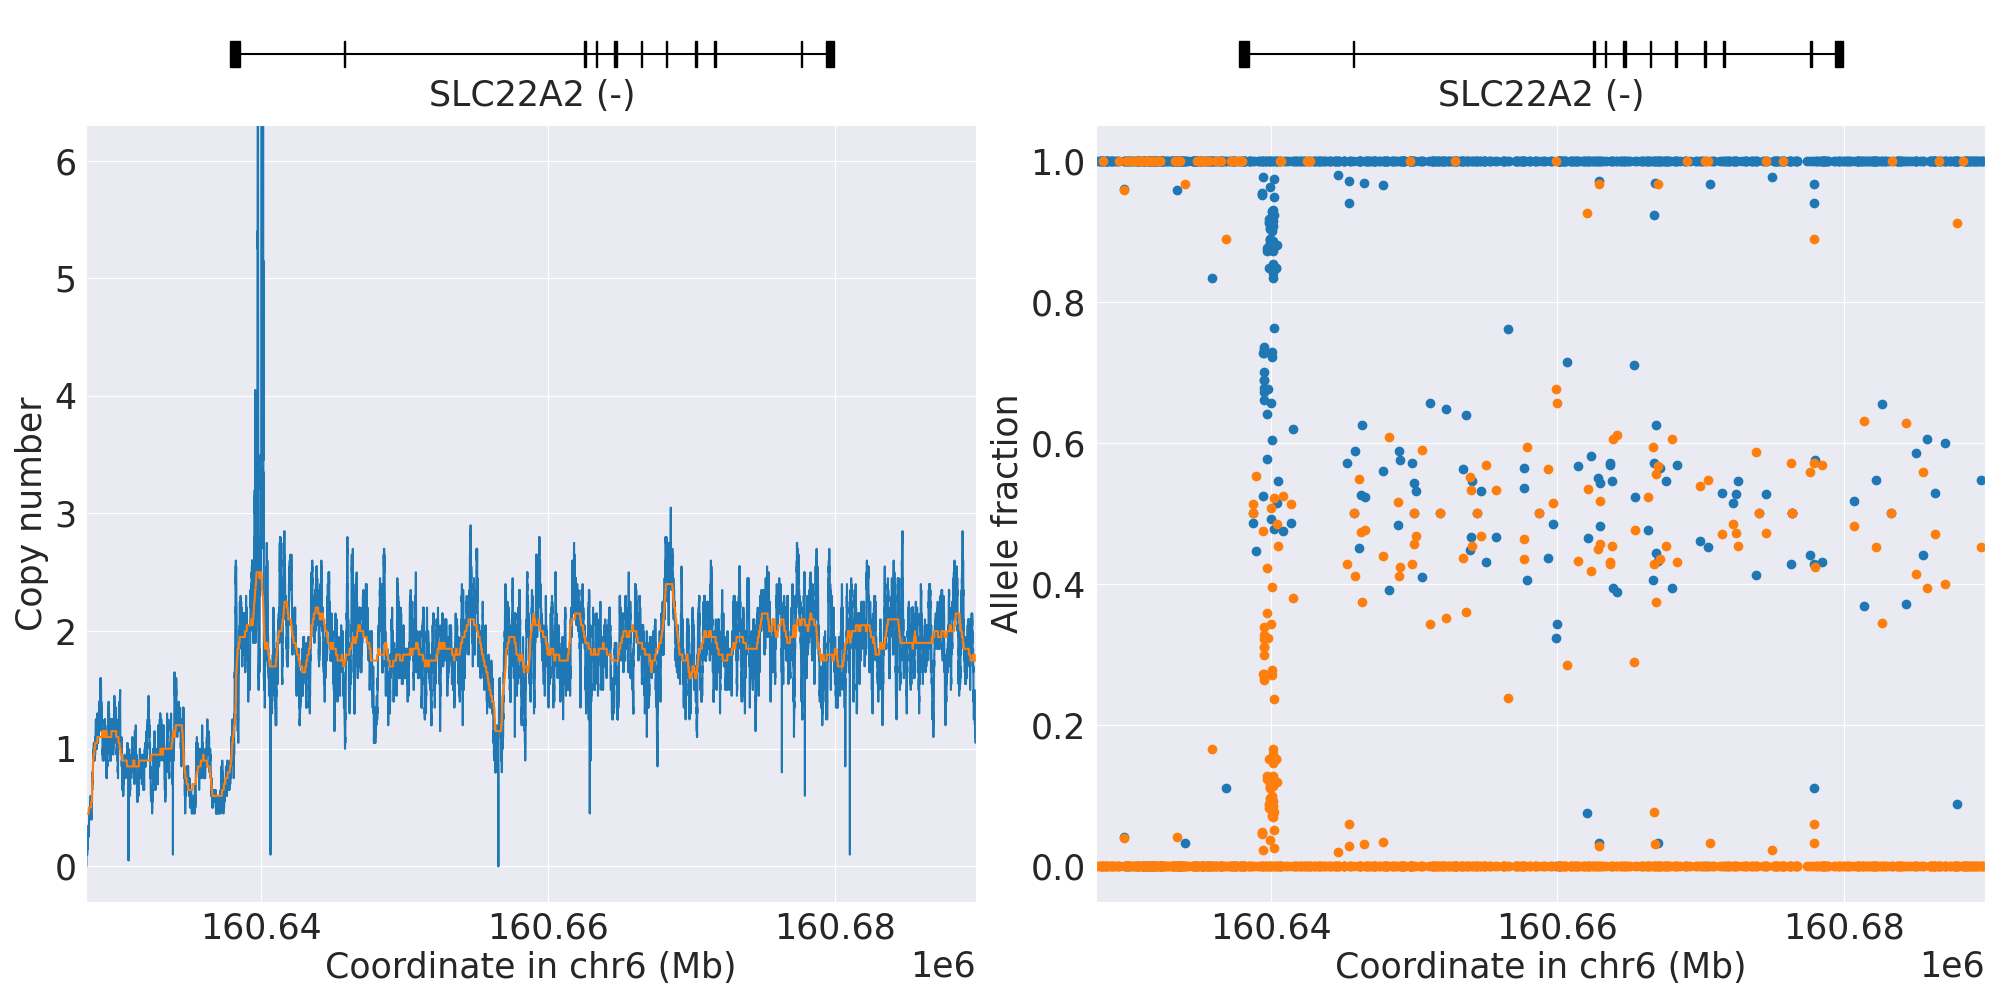 SLC22A2 (-)
6
5
4
3
2
1
0
Copy number
160.64
160.66
160.68
Coordinate in chr6 (Mb)
1e6
SLC22A2 (-)
1.0
0.8
0.6
0.4
0.2
0.0
Allele fraction
160.64
160.66
160.68
Coordinate in chr6 (Mb)
1e6